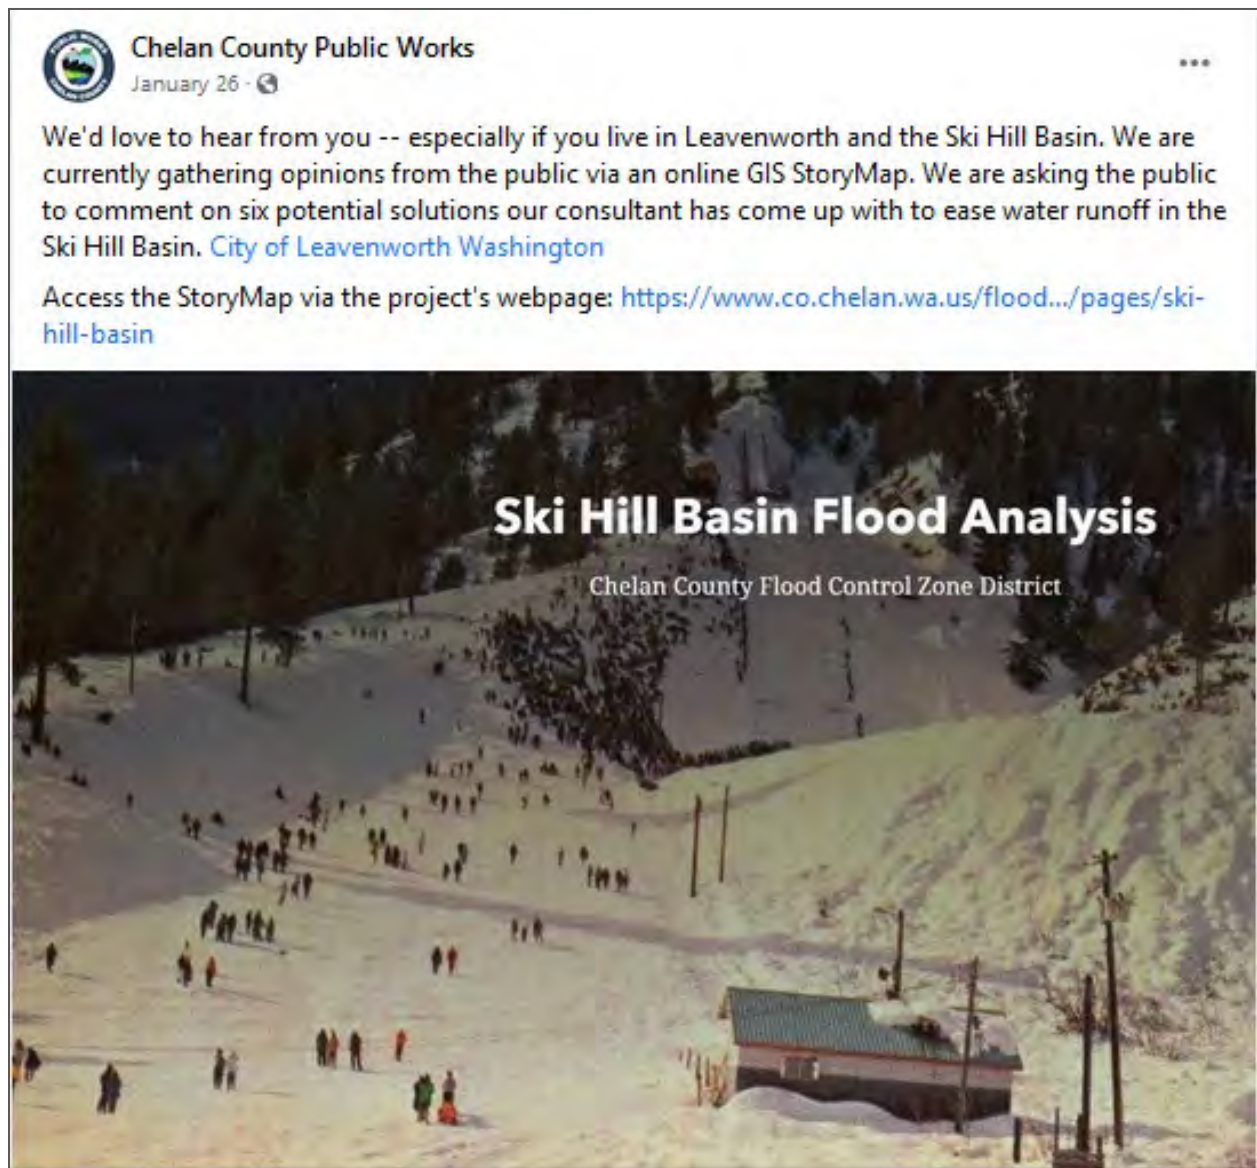 PUBLIC WORKS
CHELAN COUNTY
Chelan County Public Works
January 26 ·
We'd love to hear from you -- especially if you live in Leavenworth and the Ski Hill Basin. We are
currently gathering opinions from the public via an online GIS StoryMap. We are asking the public
to comment on six potential solutions our consultant has come up with to ease water runoff in the
Ski Hill Basin. City of Leavenworth Washington
Access the StoryMap via the project's webpage: https://www.co.chelan.wa.us/flood.../pages/ski-
hill-basin
Ski Hill Basin Flood Analysis
Chelan County Flood Control Zone District